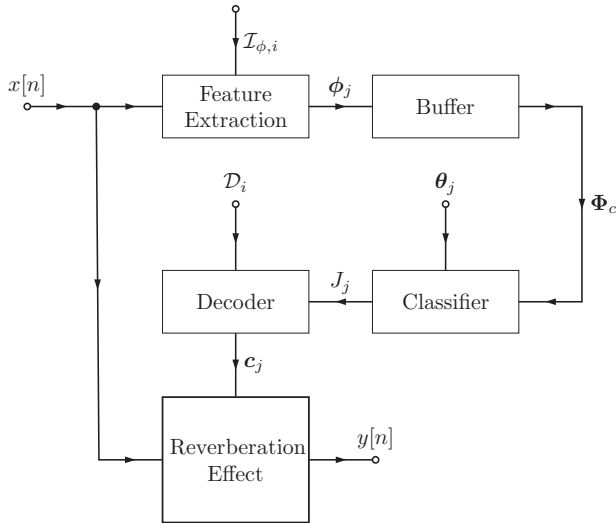 𝓘_{ϕ,i}
x[n]
Feature
Extraction
ϕ_j
Buffer
𝒟_i
θ_j
Φ_c
Decoder
J_j
Classifier
c_j
Reverberation
Effect
y[n]